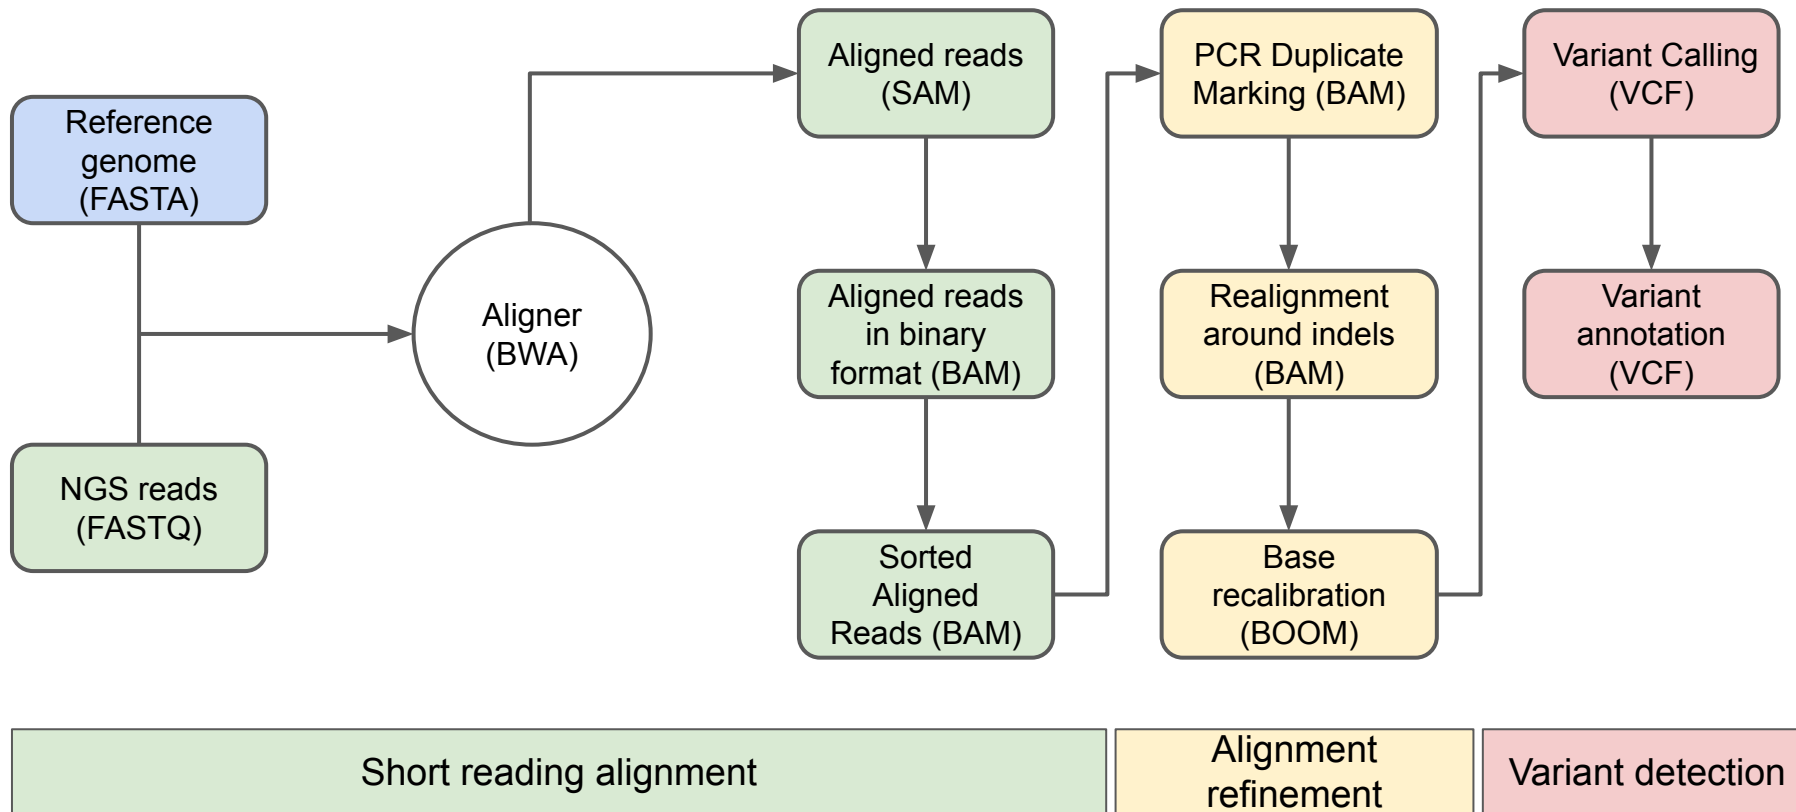 Reference
genome
(FASTA)
NGS reads
(FASTQ)
Aligner
(BWA)
Aligned reads
(SAM)
Aligned reads
in binary
format (BAM)
Sorted
Aligned
Reads (BAM)
PCR Duplicate
Marking (BAM)
Realignment
around indels
(BAM)
Base
recalibration
(BOOM)
Variant Calling
(VCF)
Variant
annotation
(VCF)
Short reading alignment
Alignment
refinement
Variant detection